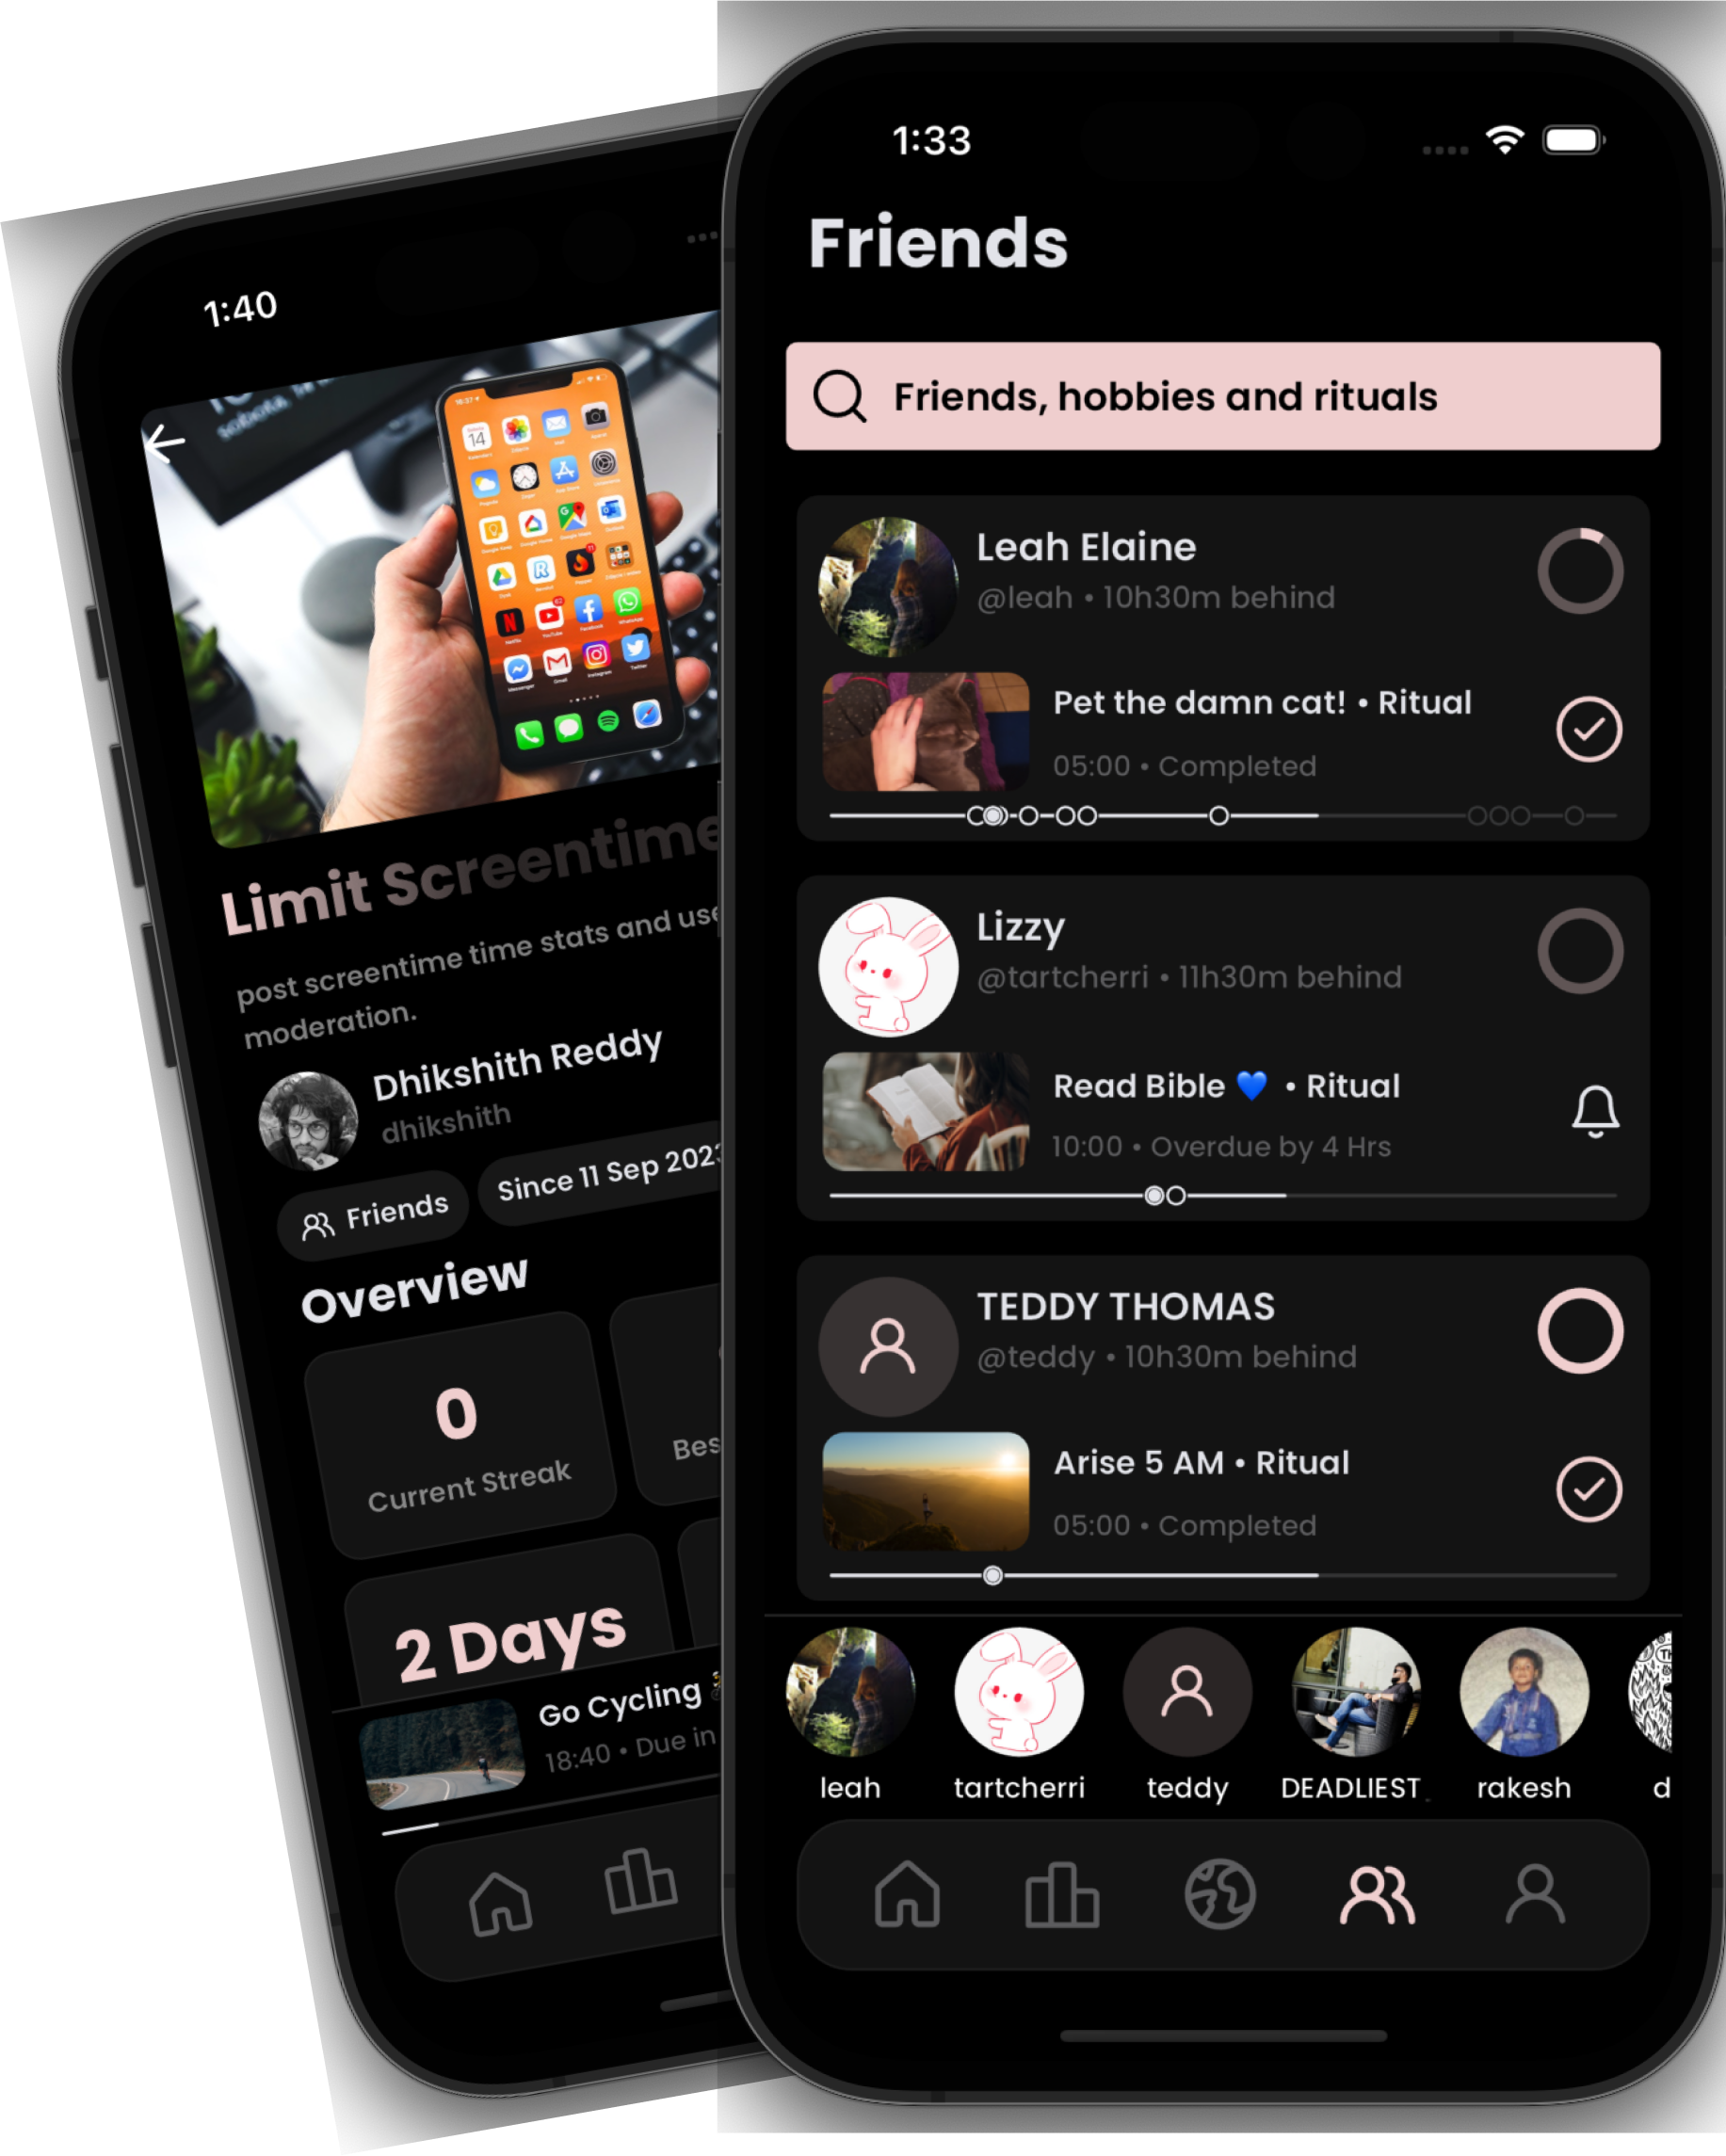 1:40
Limit Screentime
post screentime time stats and use
moderation.
Dhikshith Reddy
dhikshith
Friends
Since 11 Sep 2023
Overview
0
Current Streak
Bes
2 Days
Go Cycling
18:40 • Due in
1:33
Friends
Friends, hobbies and rituals
Leah Elaine
@leah • 10h30m behind
Pet the damn cat! • Ritual
05:00 • Completed
Lizzy
@tartcherri • 11h30m behind
Read Bible 💙 • Ritual
10:00 • Overdue by 4 Hrs
TEDDY THOMAS
@teddy • 10h30m behind
Arise 5 AM • Ritual
05:00 • Completed
leah
tartcherri
teddy
DEADLIEST_
rakesh
d